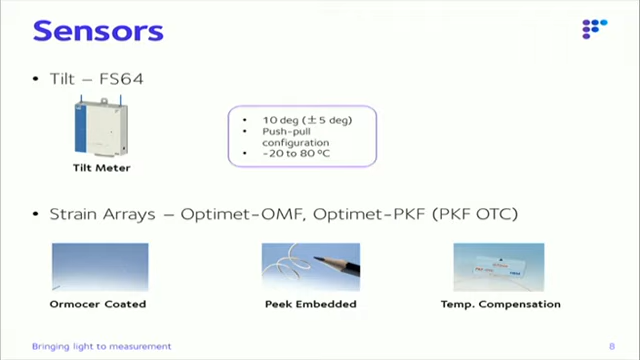 Sensors
• Tilt – FS64
• 10 deg (±5 deg)
• Push-pull
configuration
• -20 to 80 ºC
Tilt Meter
• Strain Arrays – Optimet-OMF, Optimet-PKF (PKF OTC)
Ormocer Coated
Peek Embedded
Temp. Compensation
Bringing light to measurement
8